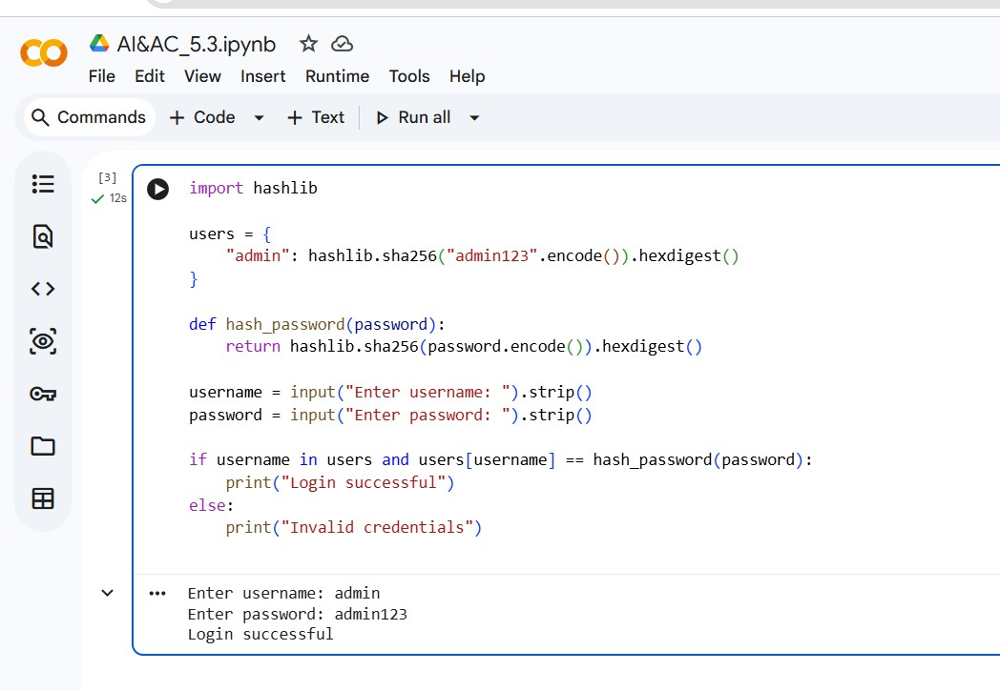 AI&AC_5.3.ipynb
File Edit View Insert Runtime Tools Help
Commands + Code + Text Run all
[3]
12s
import hashlib
users = {
    "admin": hashlib.sha256("admin123".encode()).hexdigest()
}
def hash_password(password):
    return hashlib.sha256(password.encode()).hexdigest()
username = input("Enter username: ").strip()
password = input("Enter password: ").strip()
if username in users and users[username] == hash_password(password):
    print("Login successful")
else:
    print("Invalid credentials")
Enter username: admin
Enter password: admin123
Login successful